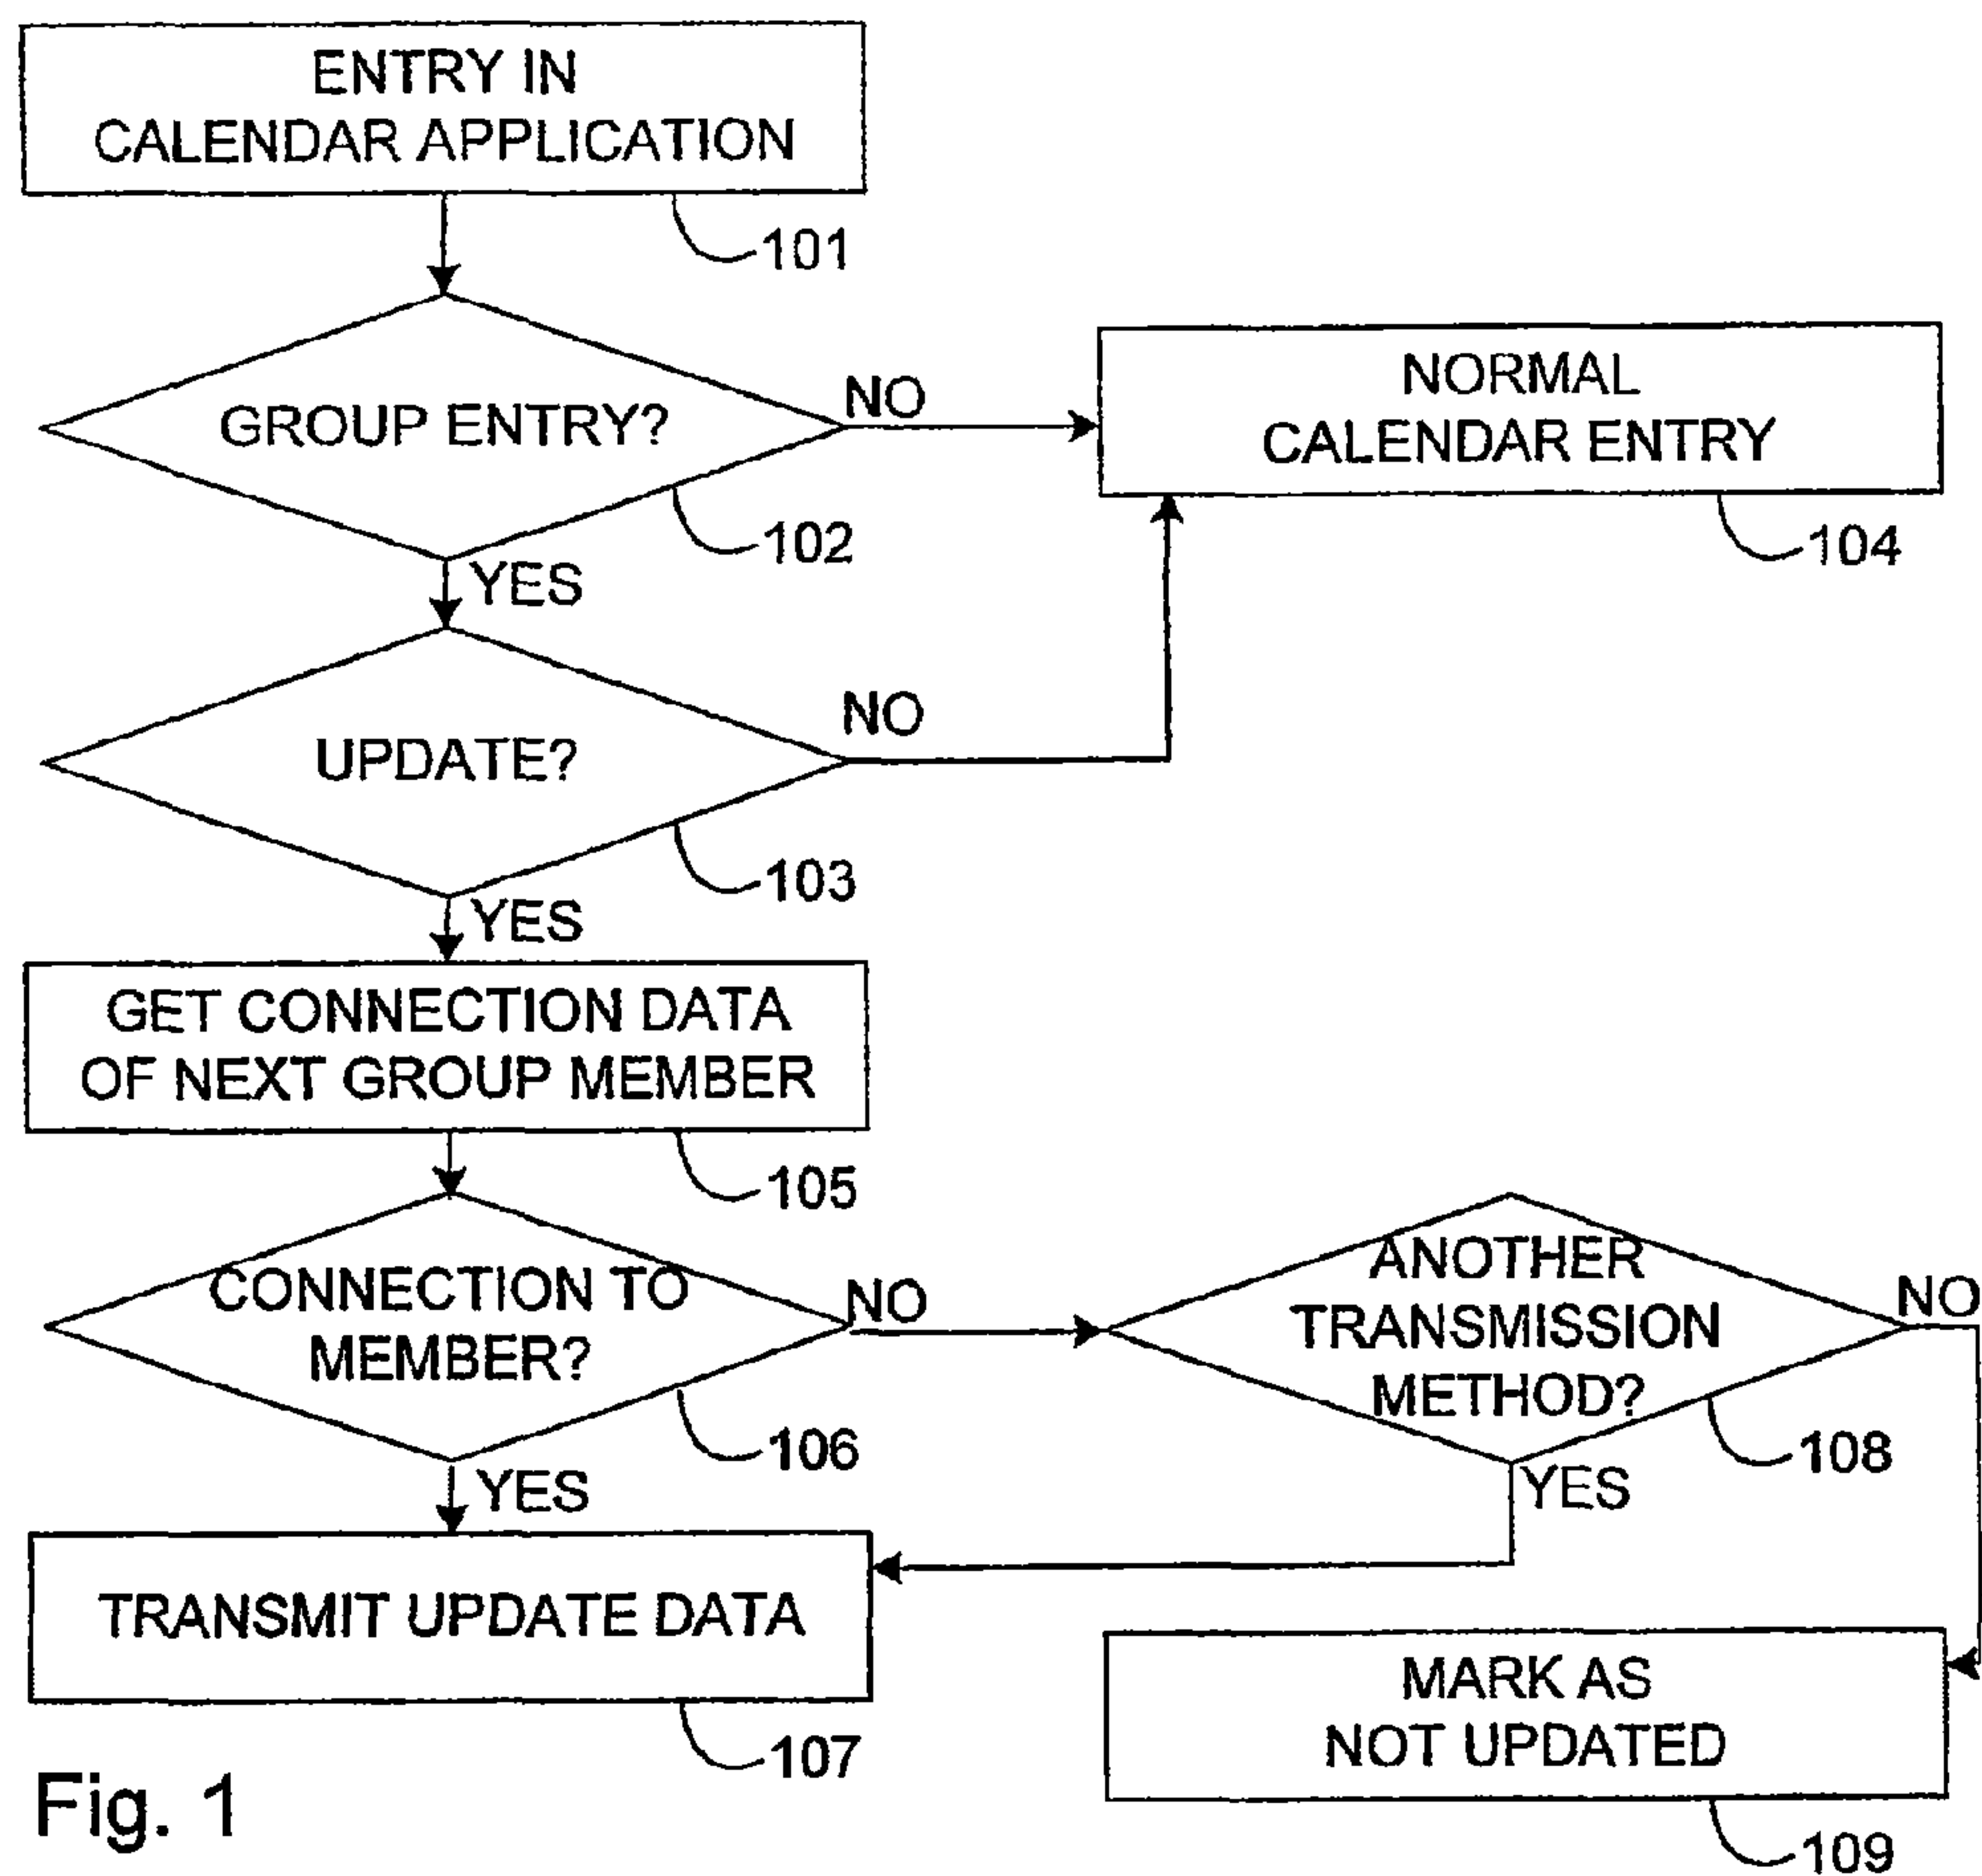 ENTRY IN
CALENDAR APPLICATION
101
GROUP ENTRY?
NO
102
YES
NORMAL
CALENDAR ENTRY
104
UPDATE?
NO
103
YES
GET CONNECTION DATA
OF NEXT GROUP MEMBER
105
CONNECTION TO
MEMBER?
NO
106
YES
ANOTHER
TRANSMISSION
METHOD?
NO
108
YES
TRANSMIT UPDATE DATA
107
MARK AS
NOT UPDATED
109
Fig. 1